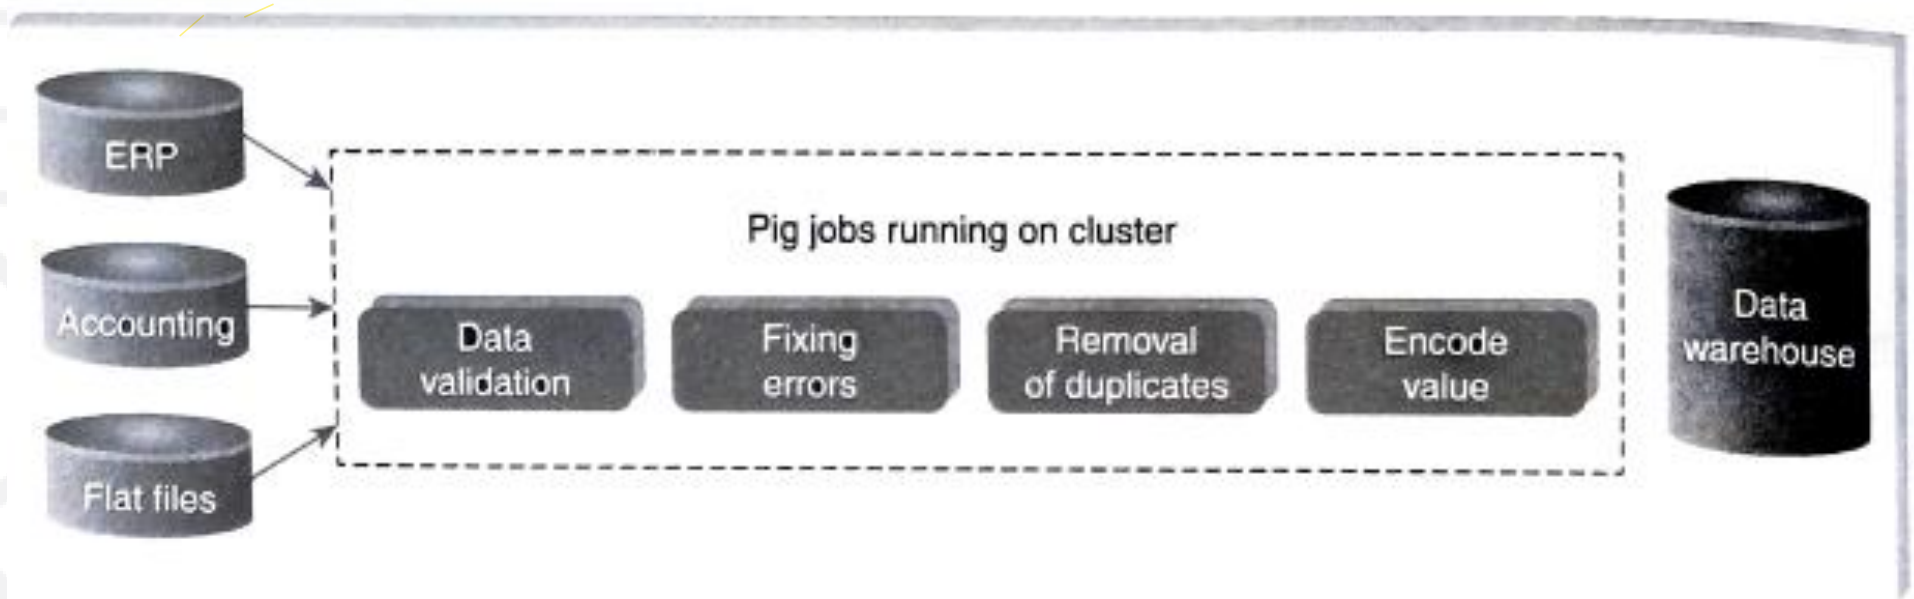 ERP
Accounting
Flat files
Pig jobs running on cluster
Data
validation
Fixing
errors
Removal
of duplicates
Encode
value
Data
warehouse